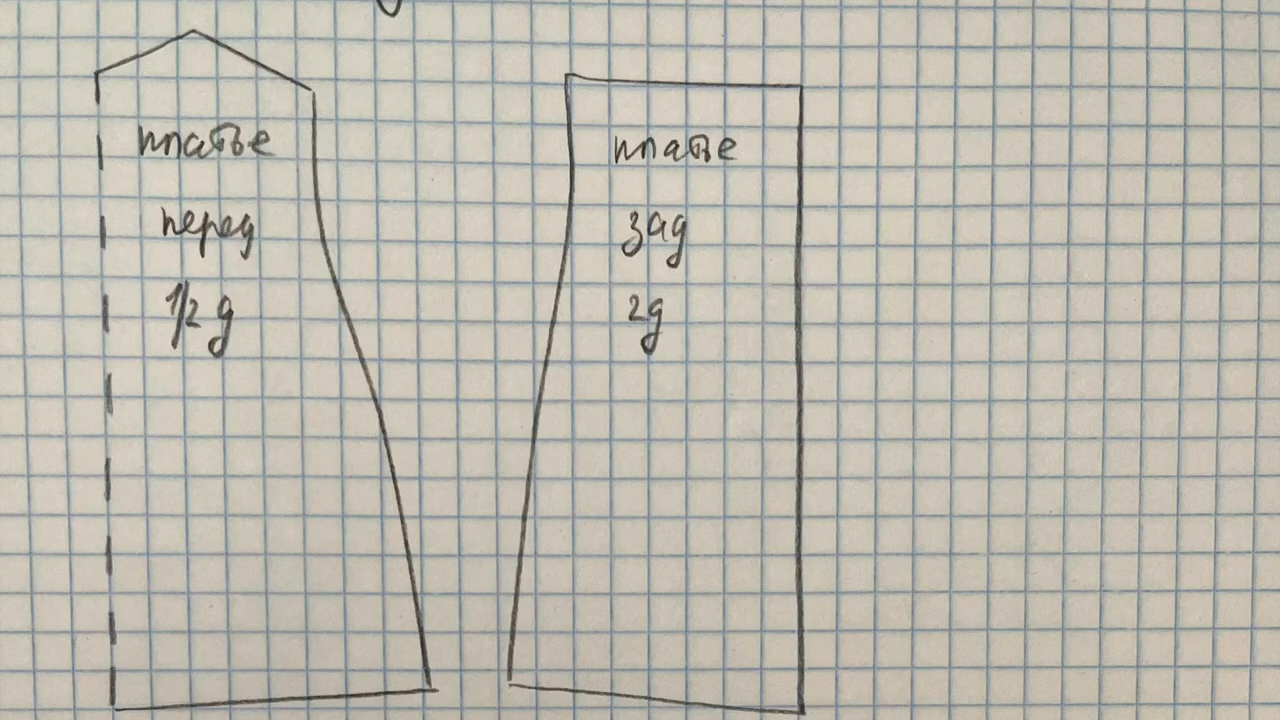 платье
перед
1/2 д
платье
зад
2д